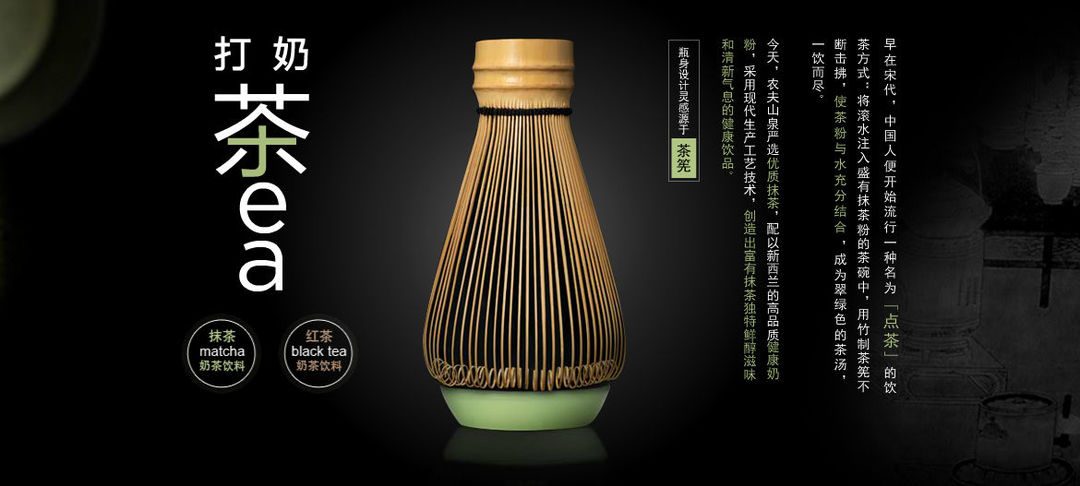 打奶
茶
ea
抹茶
matcha
奶茶饮料
红茶
black tea
奶茶饮料
早在宋代，中国人便开始流行一种名为「点茶」的饮
茶方式：将滚水注入盛有抹茶粉的茶碗中，用竹制茶筅不
断击拂，使茶粉与水充分结合，成为翠绿色的茶汤，
一饮而尽。
今天，农夫山泉严选优质抹茶，配以新西兰的高品质健康奶
粉，采用现代生产工艺技术，创造出富有抹茶独特鲜醇滋味
和清新气息的健康饮品。
瓶身设计灵感源于茶筅